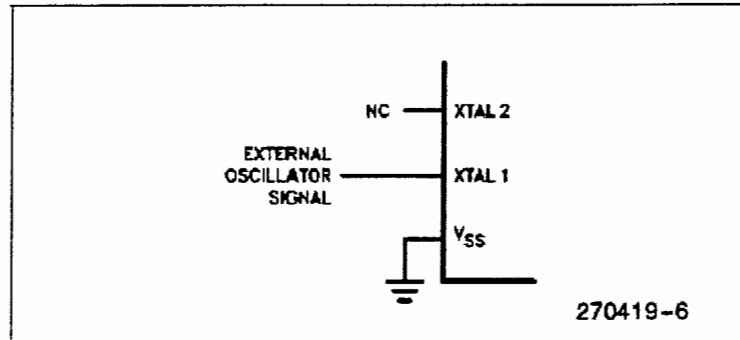 NC
XTAL 2
EXTERNAL
OSCILLATOR
SIGNAL
XTAL 1
VSS
270419-6